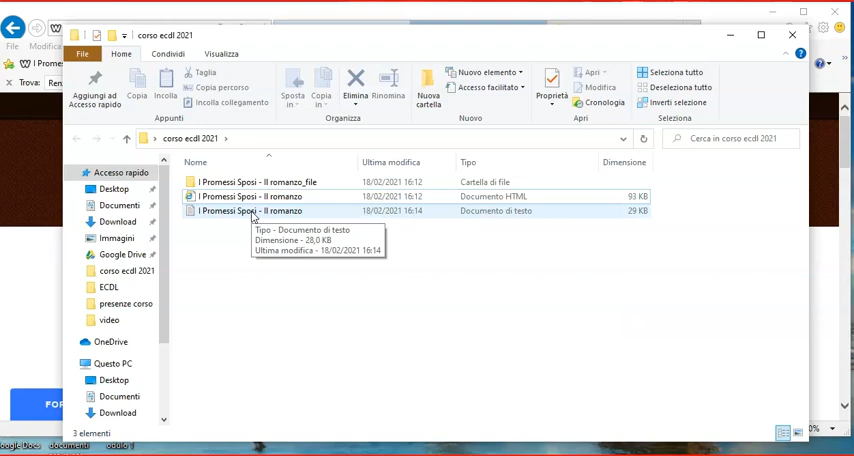 corso ecdl 2021
File
Modifica
File
Home
Condividi
Visualizza
I Promes
Trova:
Aggiungi ad
Accesso rapido
Copia
Incolla
Taglia
Copia percorso
Incolla collegamento
Appunti
Sposta
in
Copia
in
Elimina
Rinomina
Organizza
Nuova
cartella
Nuovo elemento
Accesso facilitato
Nuovo
Proprietà
Apri
Modifica
Cronologia
Apri
Seleziona tutto
Deseleziona tutto
Inverti selezione
Seleziona
corso ecdl 2021
Cerca in corso ecdl 2021
Nome
Ultima modifica
Tipo
Dimensione
I Promessi Sposi - Il romanzo_file 18/02/2021 16:12 Cartella di file
I Promessi Sposi - Il romanzo 18/02/2021 16:12 Documento HTML 93 KB
I Promessi Sposi - Il romanzo 18/02/2021 16:14 Documento di testo 29 KB
Tipo - Documento di testo
Dimensione - 28,0 KB
Ultima modifica - 18/02/2021 16:14
Accesso rapido
Desktop
Documenti
Download
Immagini
Google Drive
corso ecdl 2021
ECDL
presenze corso
video
OneDrive
Questo PC
Desktop
Documenti
Download
3 elementi
FOR
0%
oogle Docs
documenti